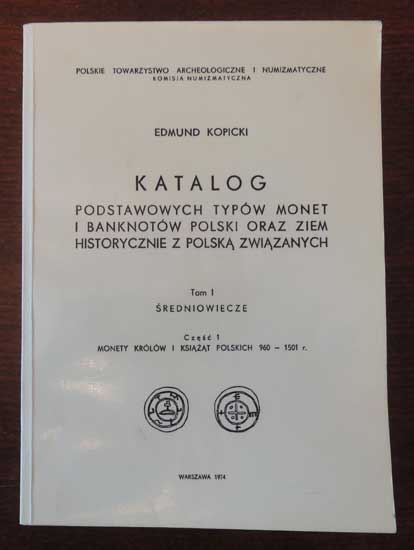 POLSKIE TOWARZYSTWO ARCHEOLOGICZNE I NUMIZMATYCZNE
KOMISJA NUMIZMATYCZNA
EDMUND KOPICKI
KATALOG
PODSTAWOWYCH TYPÓW MONET
I BANKNOTÓW POLSKI ORAZ ZIEM
HISTORYCZNIE Z POLSKĄ ZWIĄZANYCH
Tom I
ŚREDNIOWIECZE
Część 1
MONETY KRÓLÓW I KSIĄŻĄT POLSKICH 960 – 1501 r.
WARSZAWA 1974